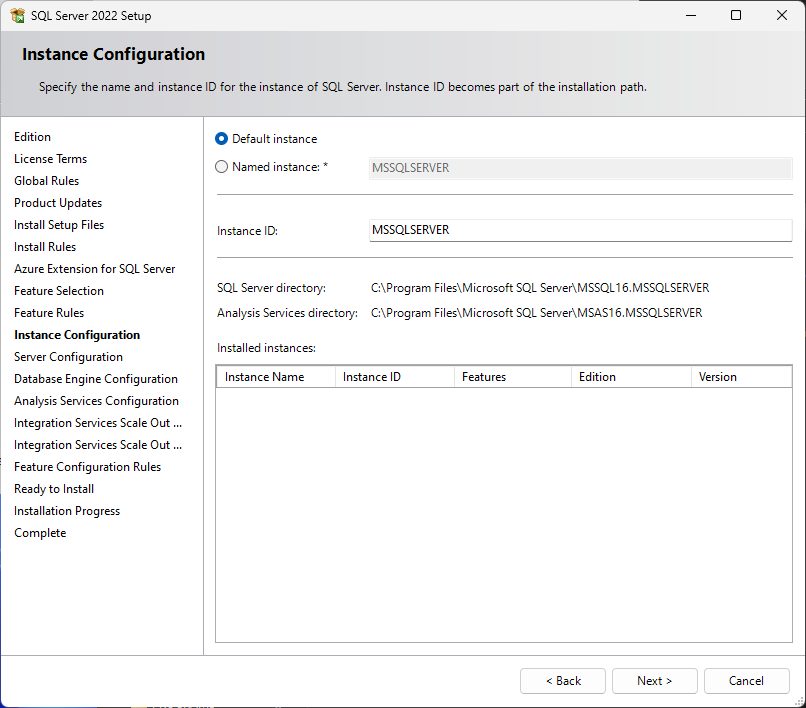 SQL Server 2022 Setup
Instance Configuration
Specify the name and instance ID for the instance of SQL Server. Instance ID becomes part of the installation path.
Edition
License Terms
Global Rules
Product Updates
Install Setup Files
Install Rules
Azure Extension for SQL Server
Feature Selection
Feature Rules
Instance Configuration
Server Configuration
Database Engine Configuration
Analysis Services Configuration
Integration Services Scale Out ...
Integration Services Scale Out ...
Feature Configuration Rules
Ready to Install
Installation Progress
Complete
Default instance
Named instance: * MSSQLSERVER
Instance ID: MSSQLSERVER
SQL Server directory: C:\Program Files\Microsoft SQL Server\MSSQL16.MSSQLSERVER
Analysis Services directory: C:\Program Files\Microsoft SQL Server\MSAS16.MSSQLSERVER
Installed instances:
Instance Name Instance ID Features Edition Version
< Back Next > Cancel